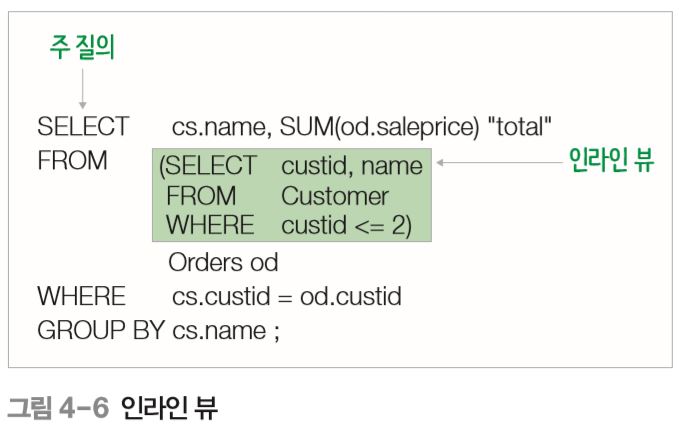 주 질의
SELECT cs.name, SUM(od.saleprice) "total"
FROM (SELECT custid, name
인라인 뷰
FROM Customer
WHERE custid <= 2)
Orders od
WHERE cs.custid = od.custid
GROUP BY cs.name ;
그림 4-6 인라인 뷰